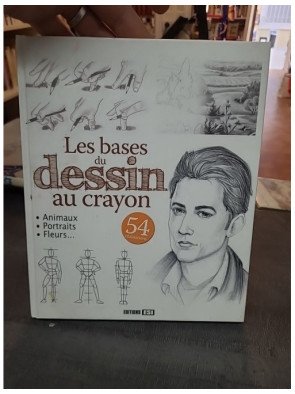 Les bases
du
dessin
au crayon
• Animaux
• Portraits
• Fleurs...
54
EDITIONS ESI